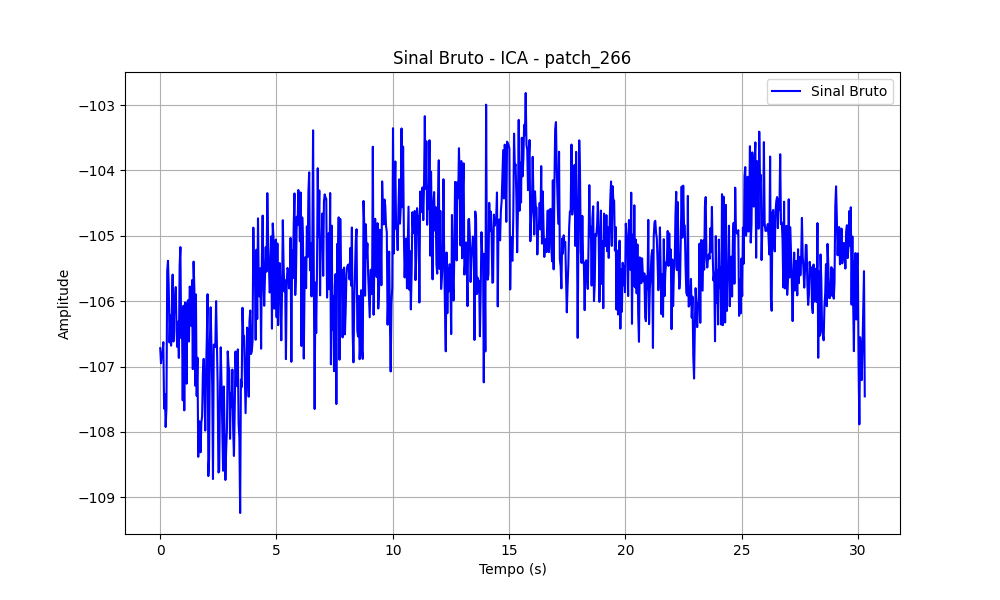 Sinal Bruto - ICA - patch_266
Sinal Bruto
Amplitude
−103
−104
−105
−106
−107
−108
−109
0 5 10 15 20 25 30
Tempo (s)